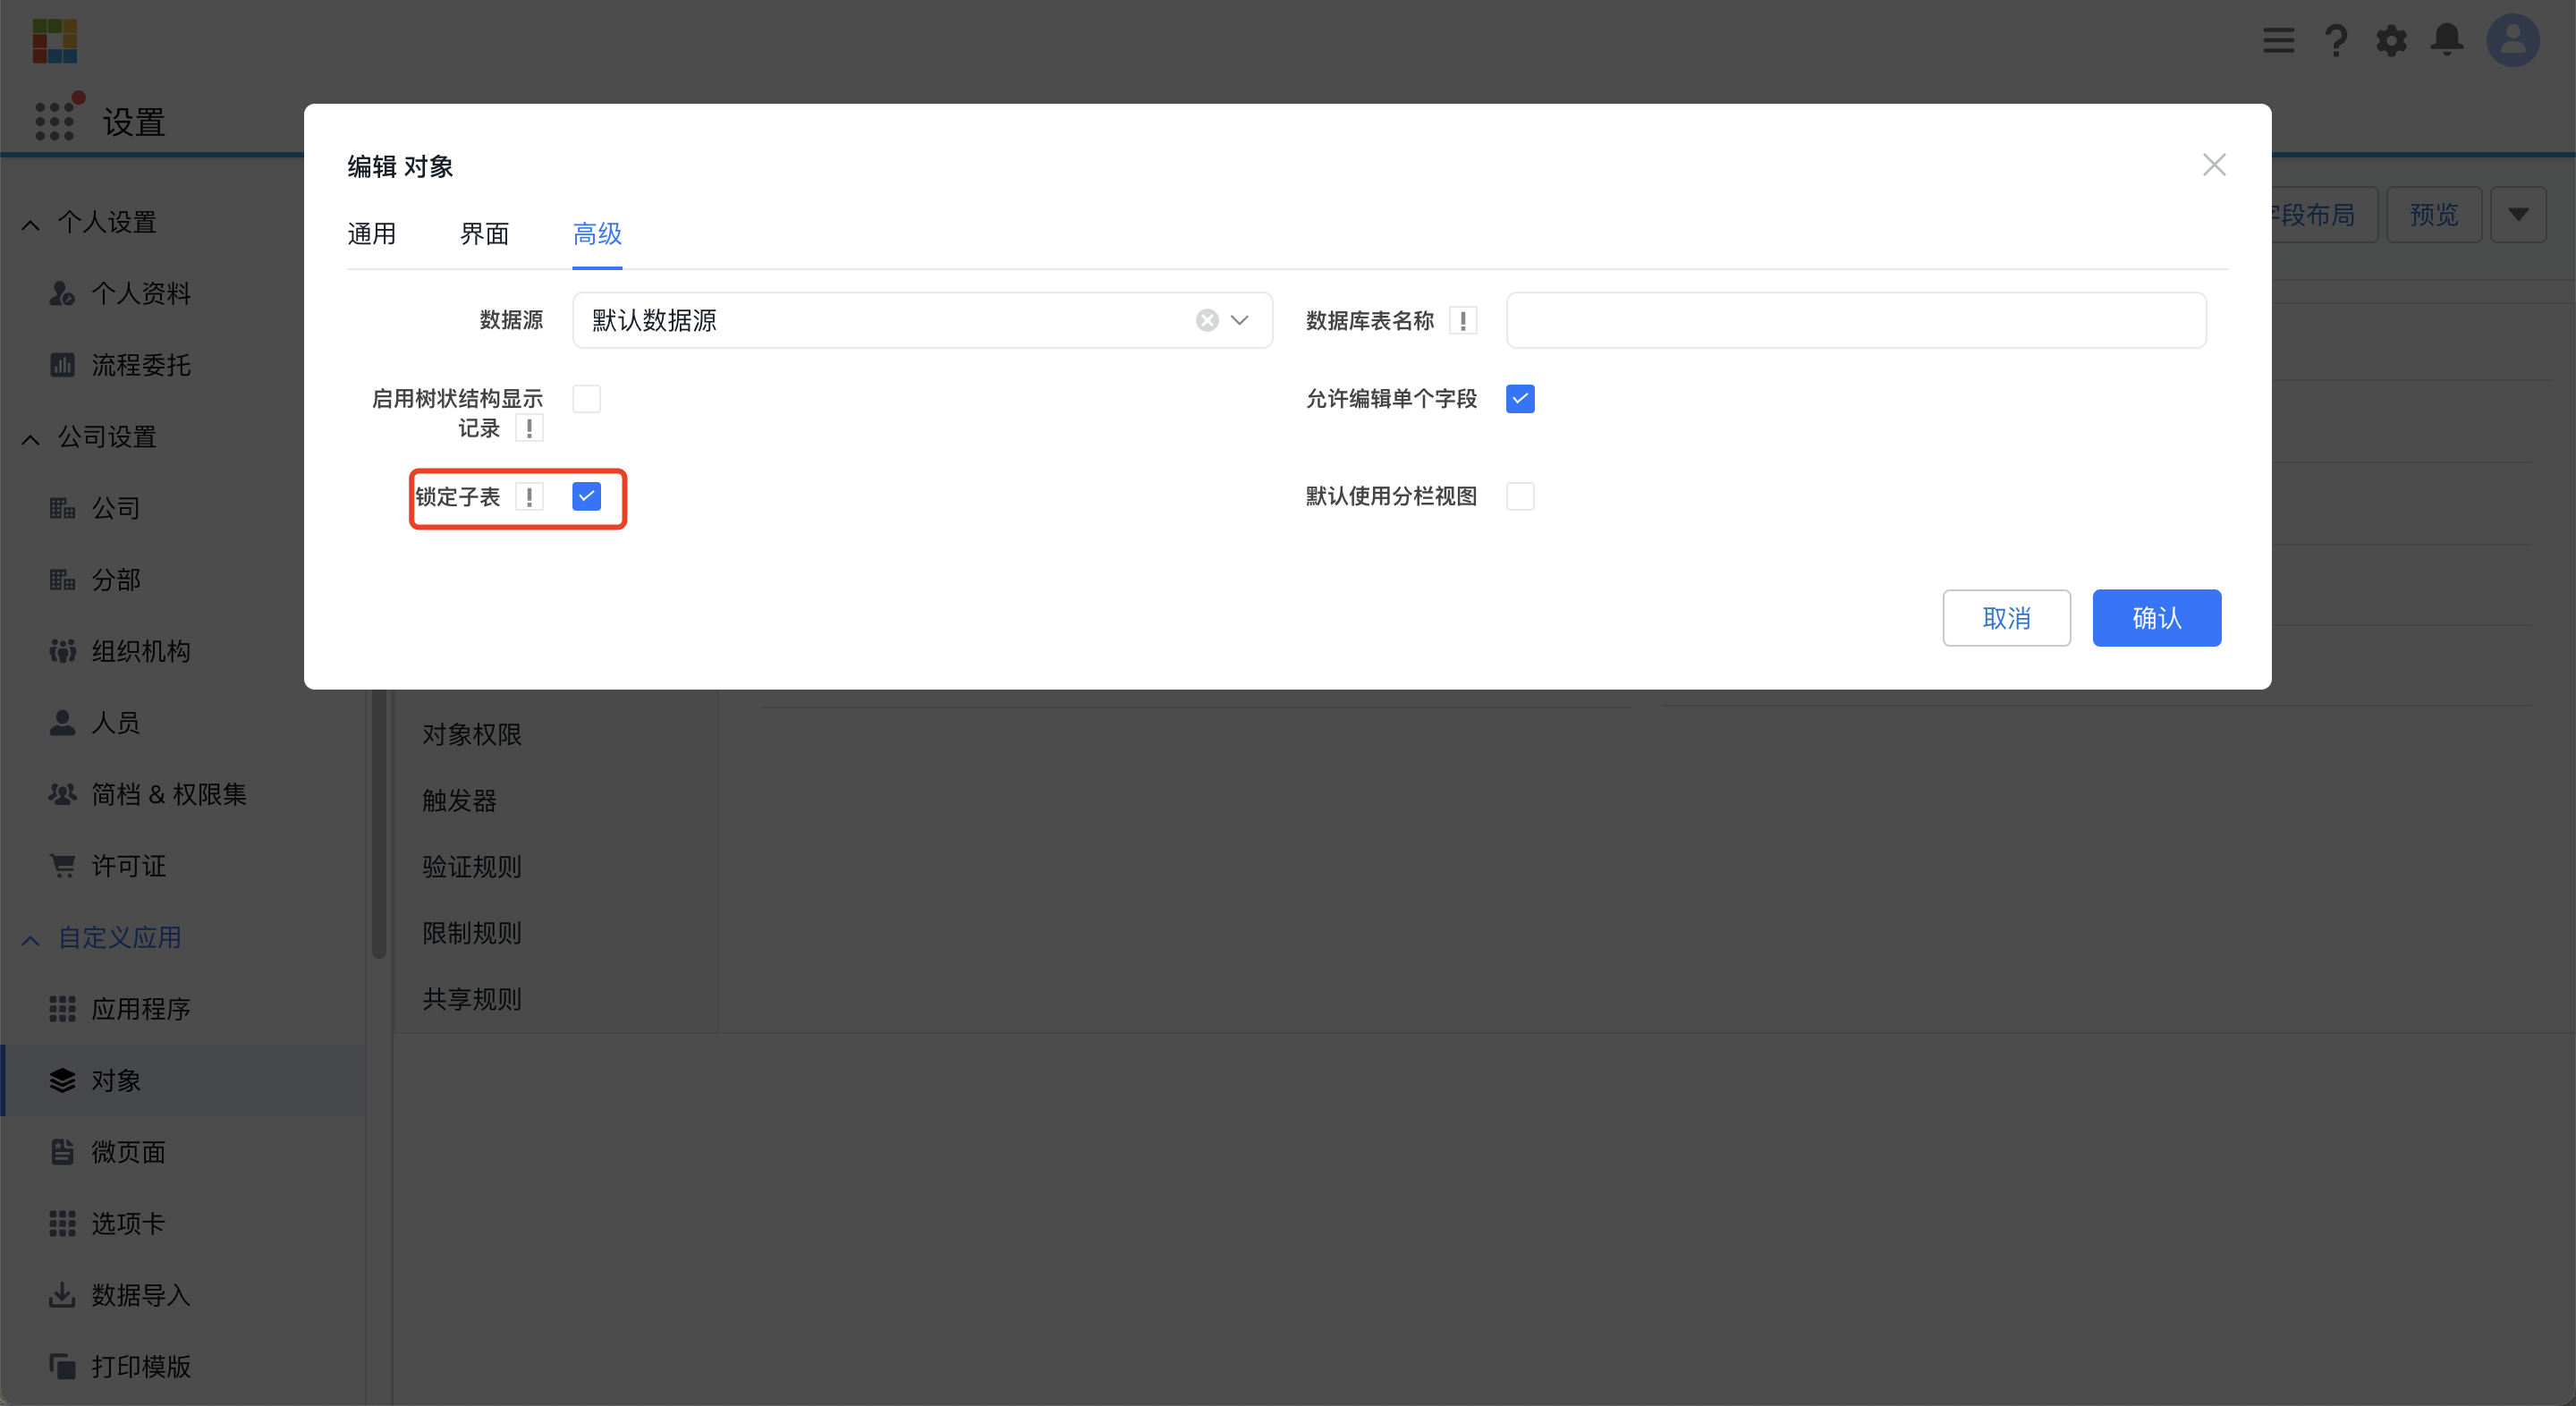 设置
个人设置
个人资料
流程委托
公司设置
公司
分部
组织机构
人员
简档 & 权限集
许可证
自定义应用
应用程序
对象
微页面
选项卡
数据导入
打印模版
字段布局
预览
编辑 对象
通用
界面
高级
数据源
默认数据源
数据库表名称
启用树状结构显示
记录
允许编辑单个字段
锁定子表
默认使用分栏视图
取消
确认
对象权限
触发器
验证规则
限制规则
共享规则